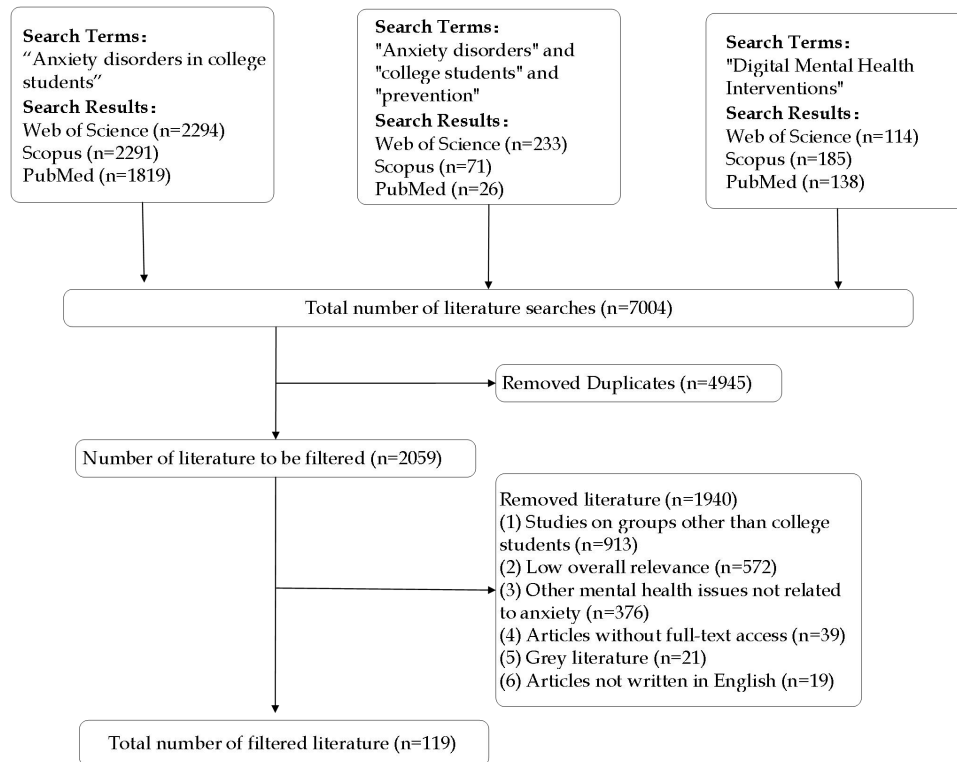 Search Terms：
“Anxiety disorders in college
students”
Search Results：
Web of Science (n=2294)
Scopus (n=2291)
PubMed (n=1819)
Search Terms：
"Anxiety disorders" and
"college students" and
"prevention"
Search Results：
Web of Science (n=233)
Scopus (n=71)
PubMed (n=26)
Search Terms：
"Digital Mental Health
Interventions"
Search Results：
Web of Science (n=114)
Scopus (n=185)
PubMed (n=138)
Total number of literature searches (n=7004)
Removed Duplicates (n=4945)
Number of literature to be filtered (n=2059)
Removed literature (n=1940)
(1) Studies on groups other than college
students (n=913)
(2) Low overall relevance (n=572)
(3) Other mental health issues not related
to anxiety (n=376)
(4) Articles without full-text access (n=39)
(5) Grey literature (n=21)
(6) Articles not written in English (n=19)
Total number of filtered literature (n=119)